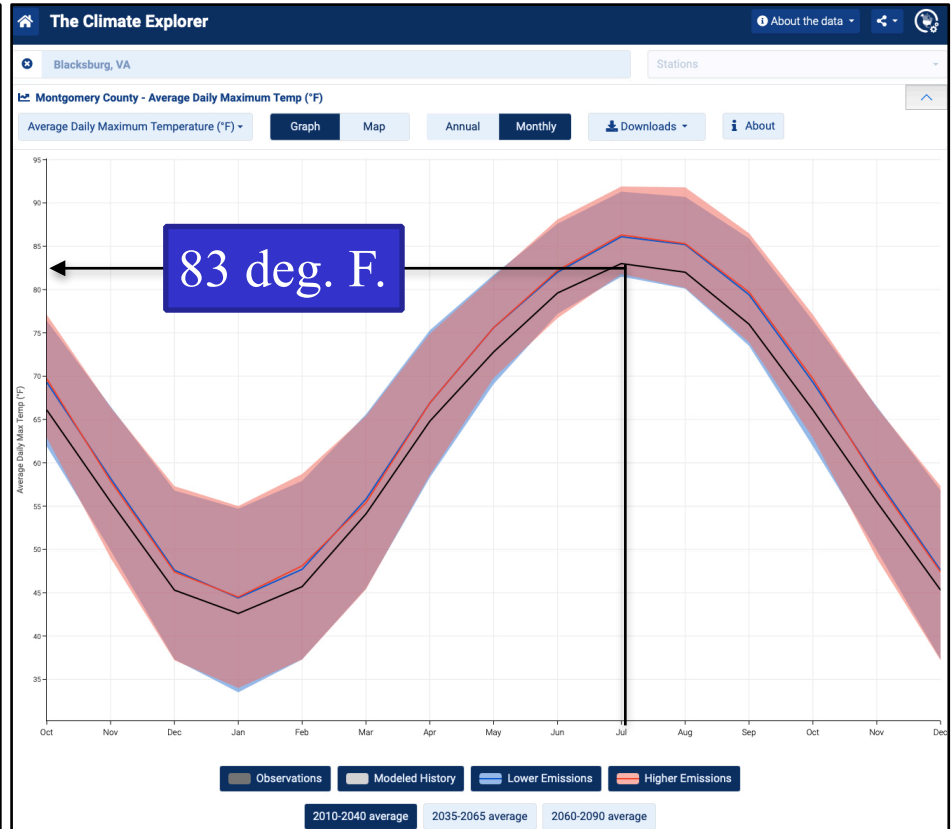 The Climate Explorer
About the data
Blacksburg, VA
Stations
Montgomery County - Average Daily Maximum Temp (°F)
Average Daily Maximum Temperature (°F)
Graph
Map
Annual
Monthly
Downloads
About
95
90
85
80
75
70
65
60
55
50
45
40
35
Average Daily Max Temp (°F)
83 deg. F.
Oct Nov Dec Jan Feb Mar Apr May Jun Jul Aug Sep Oct Nov Dec
Observations
Modeled History
Lower Emissions
Higher Emissions
2010-2040 average
2035-2065 average
2060-2090 average